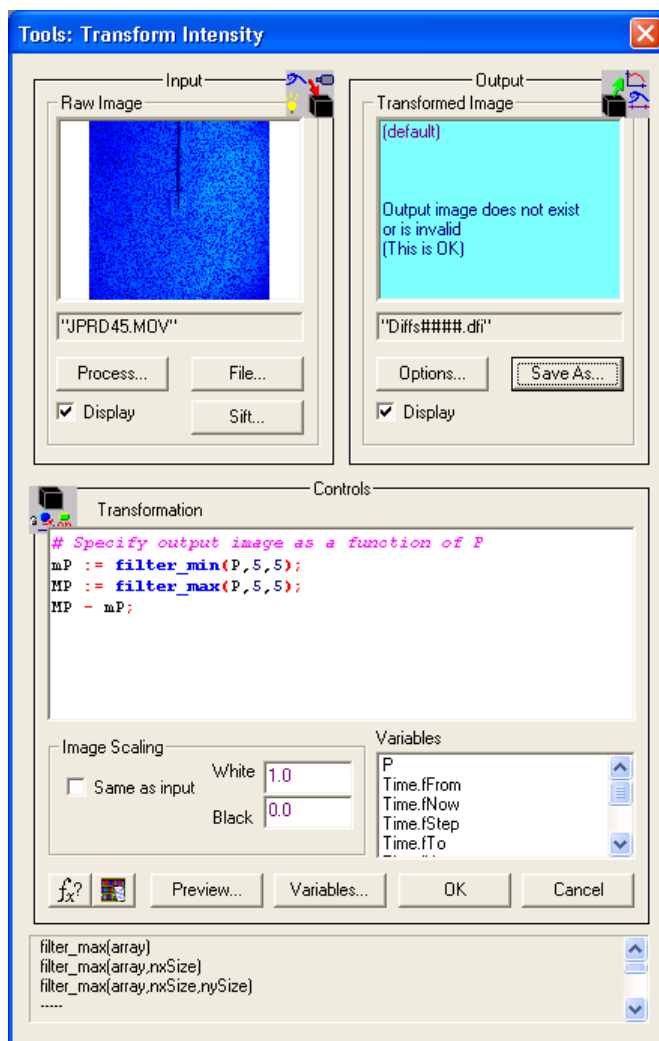 Tools: Transform Intensity
Input
Raw Image
"JPRD45.MOV"
Process...
File...
Display
Sift...
Output
Transformed Image
(default)
Output image does not exist
or is invalid
(This is OK)
"Diffs####.dfi"
Options...
Save As...
Display
Controls
Transformation
# Specify output image as a function of P
mP := filter_min(P,5,5);
MP := filter_max(P,5,5);
MP - mP;
Image Scaling
Same as input
White
1.0
Black
0.0
Variables
P
Time.fFrom
Time.fNow
Time.fStep
Time.fTo
fx?
Preview...
Variables...
OK
Cancel
filter_max(array)
filter_max(array,nxSize)
filter_max(array,nxSize,nySize)
-----